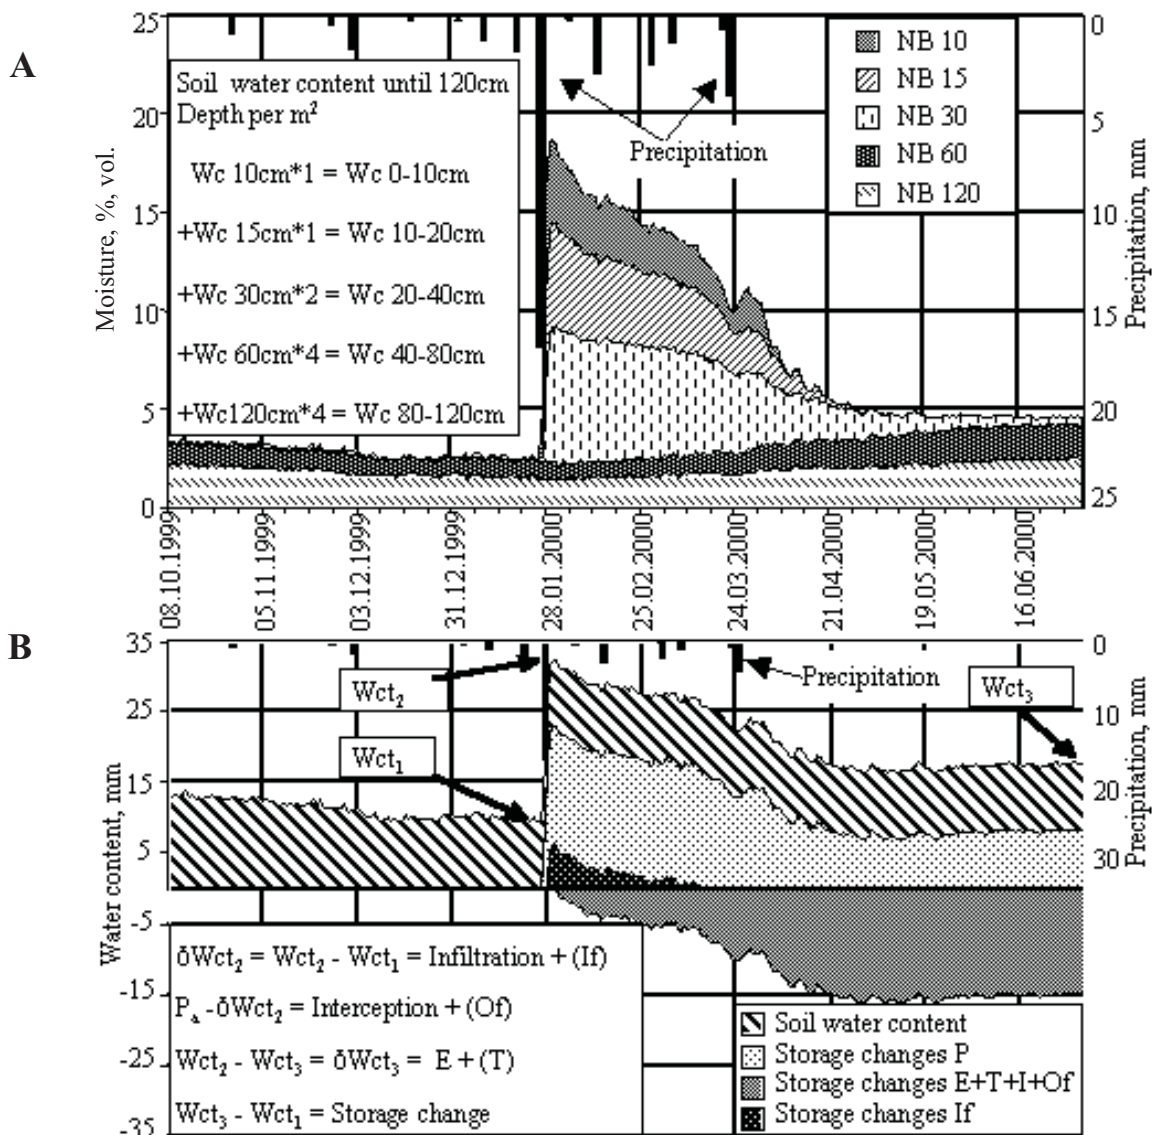 A
25
20
15
10
5
0
Moisture, %, vol.
Soil water content until 120cm
Depth per m²
Wc 10cm*1 = Wc 0-10cm
+Wc 15cm*1 = Wc 10-20cm
+Wc 30cm*2 = Wc 20-40cm
+Wc 60cm*4 = Wc 40-80cm
+Wc120cm*4 = Wc 80-120cm
Precipitation
NB 10
NB 15
NB 30
NB 60
NB 120
0
5
10
15
20
25
Precipitation, mm
08.10.1999
05.11.1999
03.12.1999
31.12.1999
28.01.2000
25.02.2000
24.03.2000
21.04.2000
19.05.2000
16.06.2000
B
35
25
15
5
-5
-15
-25
-35
Water content, mm
Wct₂
Wct₁
Precipitation
Wct₃
0
10
20
30
Precipitation, mm
δWct₂ = Wct₂ - Wct₁ = Infiltration + (If)
Pₐ -δWct₂ = Interception + (Of)
Wct₂ - Wct₃ = δWct₃ = E + (T)
Wct₃ - Wct₁ = Storage change
Soil water content
Storage changes P
Storage changes E+T+I+Of
Storage changes If